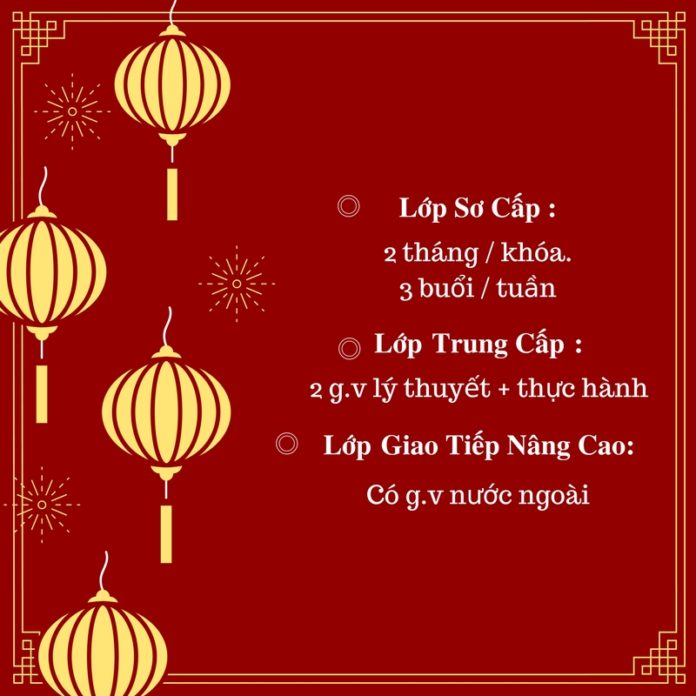 Lớp Sơ Cấp :
2 tháng / khóa.
3 buổi / tuần
Lớp Trung Cấp :
2 g.v lý thuyết + thực hành
Lớp Giao Tiếp Nâng Cao:
Có g.v nước ngoài